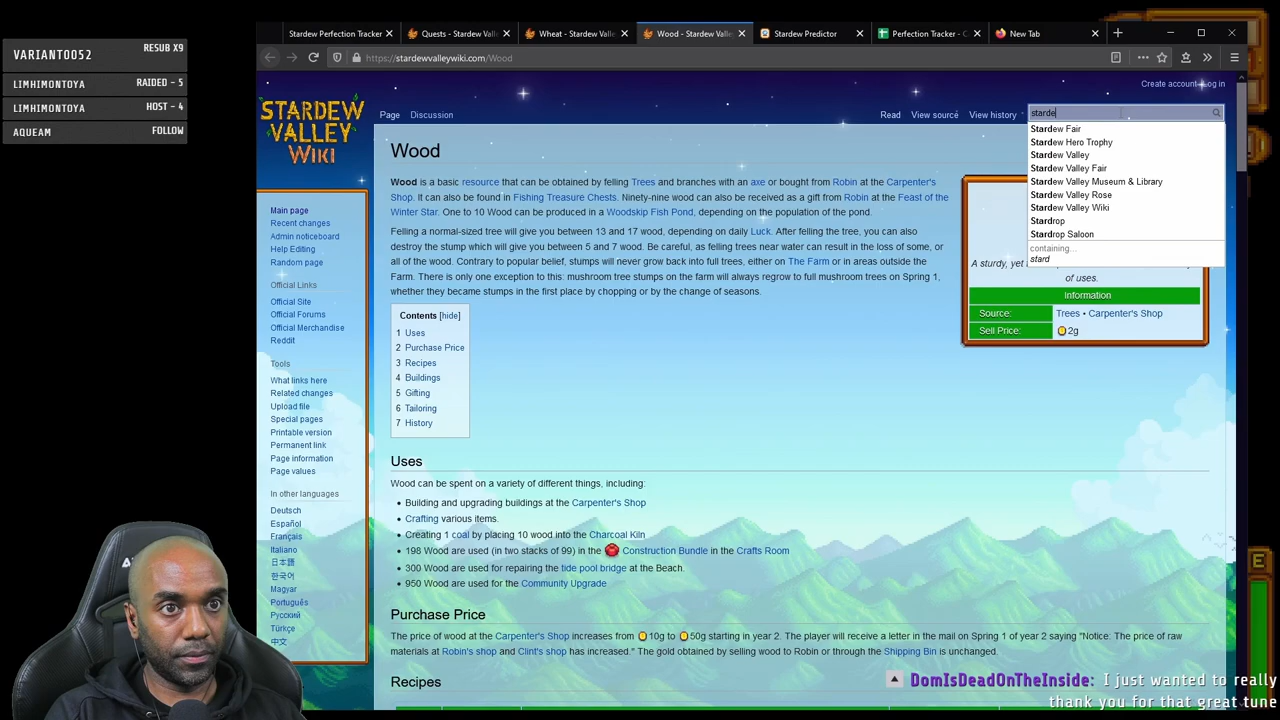 VARIANT0052
RESUB X9
LIMHIMONTOYA
RAIDED - 5
LIMHIMONTOYA
HOST - 4
AQUEAM
FOLLOW
Stardew Perfection Tracker
Quests - Stardew Vall
Wheat - Stardew Valle
Wood - Stardew Valle
Stardew Predictor
Perfection Tracker - C
New Tab
https://stardewvalleywiki.com/Wood
Create account
Log in
STARDEW
VALLEY
WIKI
Page
Discussion
Read
View source
View history
starde
Stardew Fair
Stardew Hero Trophy
Stardew Valley
Stardew Valley Fair
Stardew Valley Museum & Library
Stardew Valley Rose
Stardew Valley Wiki
Stardrop
Stardrop Saloon
containing...
stard
Main page
Recent changes
Admin noticeboard
Help Editing
Random page
Official Links
Official Site
Official Forums
Official Merchandise
Reddit
Tools
What links here
Related changes
Upload file
Special pages
Printable version
Permanent link
Page information
Page values
In other languages
Deutsch
Español
Français
Italiano
日本語
한국어
Magyar
Português
Русский
Türkçe
中文
Wood
Wood is a basic resource that can be obtained by felling Trees and branches with an axe or bought from Robin at the Carpenter's
Shop. It can also be found in Fishing Treasure Chests. Ninety-nine wood can also be received as a gift from Robin at the Feast of the
Winter Star. One to 10 Wood can be produced in a Woodskip Fish Pond, depending on the population of the pond.
Felling a normal-sized tree will give you between 13 and 17 wood, depending on daily Luck. After felling the tree, you can also
destroy the stump which will give you between 5 and 7 wood. Be careful, as felling trees near water can result in the loss of some, or
all of the wood. Contrary to popular belief, stumps will never grow back into full trees, either on The Farm or in areas outside the
Farm. There is only one exception to this: mushroom tree stumps on the farm will always regrow to full mushroom trees on Spring 1,
whether they became stumps in the first place by chopping or by the change of seasons.
A sturdy, yet
of uses.
Information
Source:
Trees • Carpenter's Shop
Sell Price:
2g
Contents [hide]
1 Uses
2 Purchase Price
3 Recipes
4 Buildings
5 Gifting
6 Tailoring
7 History
Uses
Wood can be spent on a variety of different things, including:
• Building and upgrading buildings at the Carpenter's Shop
• Crafting various items.
• Creating 1 coal by placing 10 wood into the Charcoal Kiln
• 198 Wood are used (in two stacks of 99) in the Construction Bundle in the Crafts Room
• 300 Wood are used for repairing the tide pool bridge at the Beach.
• 950 Wood are used for the Community Upgrade
Purchase Price
The price of wood at the Carpenter's Shop increases from 10g to 50g starting in year 2. The player will receive a letter in the mail on Spring 1 of year 2 saying "Notice: The price of raw
materials at Robin's shop and Clint's shop has increased." The gold obtained by selling wood to Robin or through the Shipping Bin is unchanged.
Recipes
DomIsDeadOnTheInside: I just wanted to really
thank you for that great tune
E